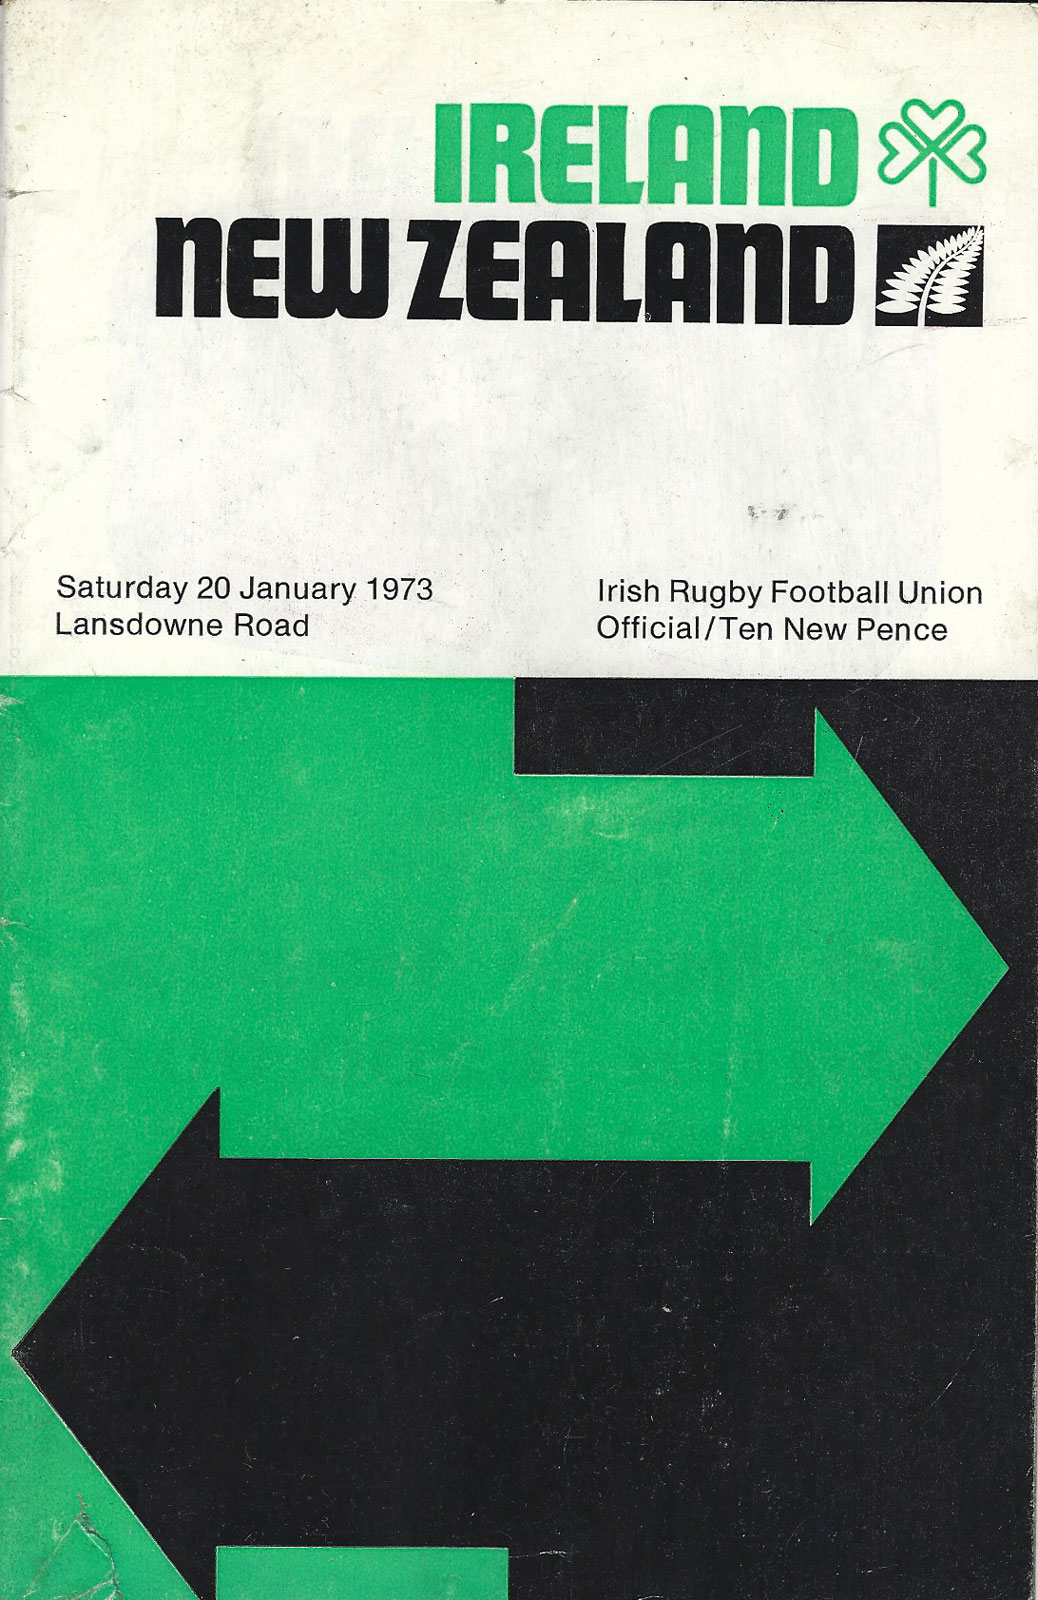 IRELAND
NEW ZEALAND
Saturday 20 January 1973
Lansdowne Road
Irish Rugby Football Union
Official/Ten New Pence